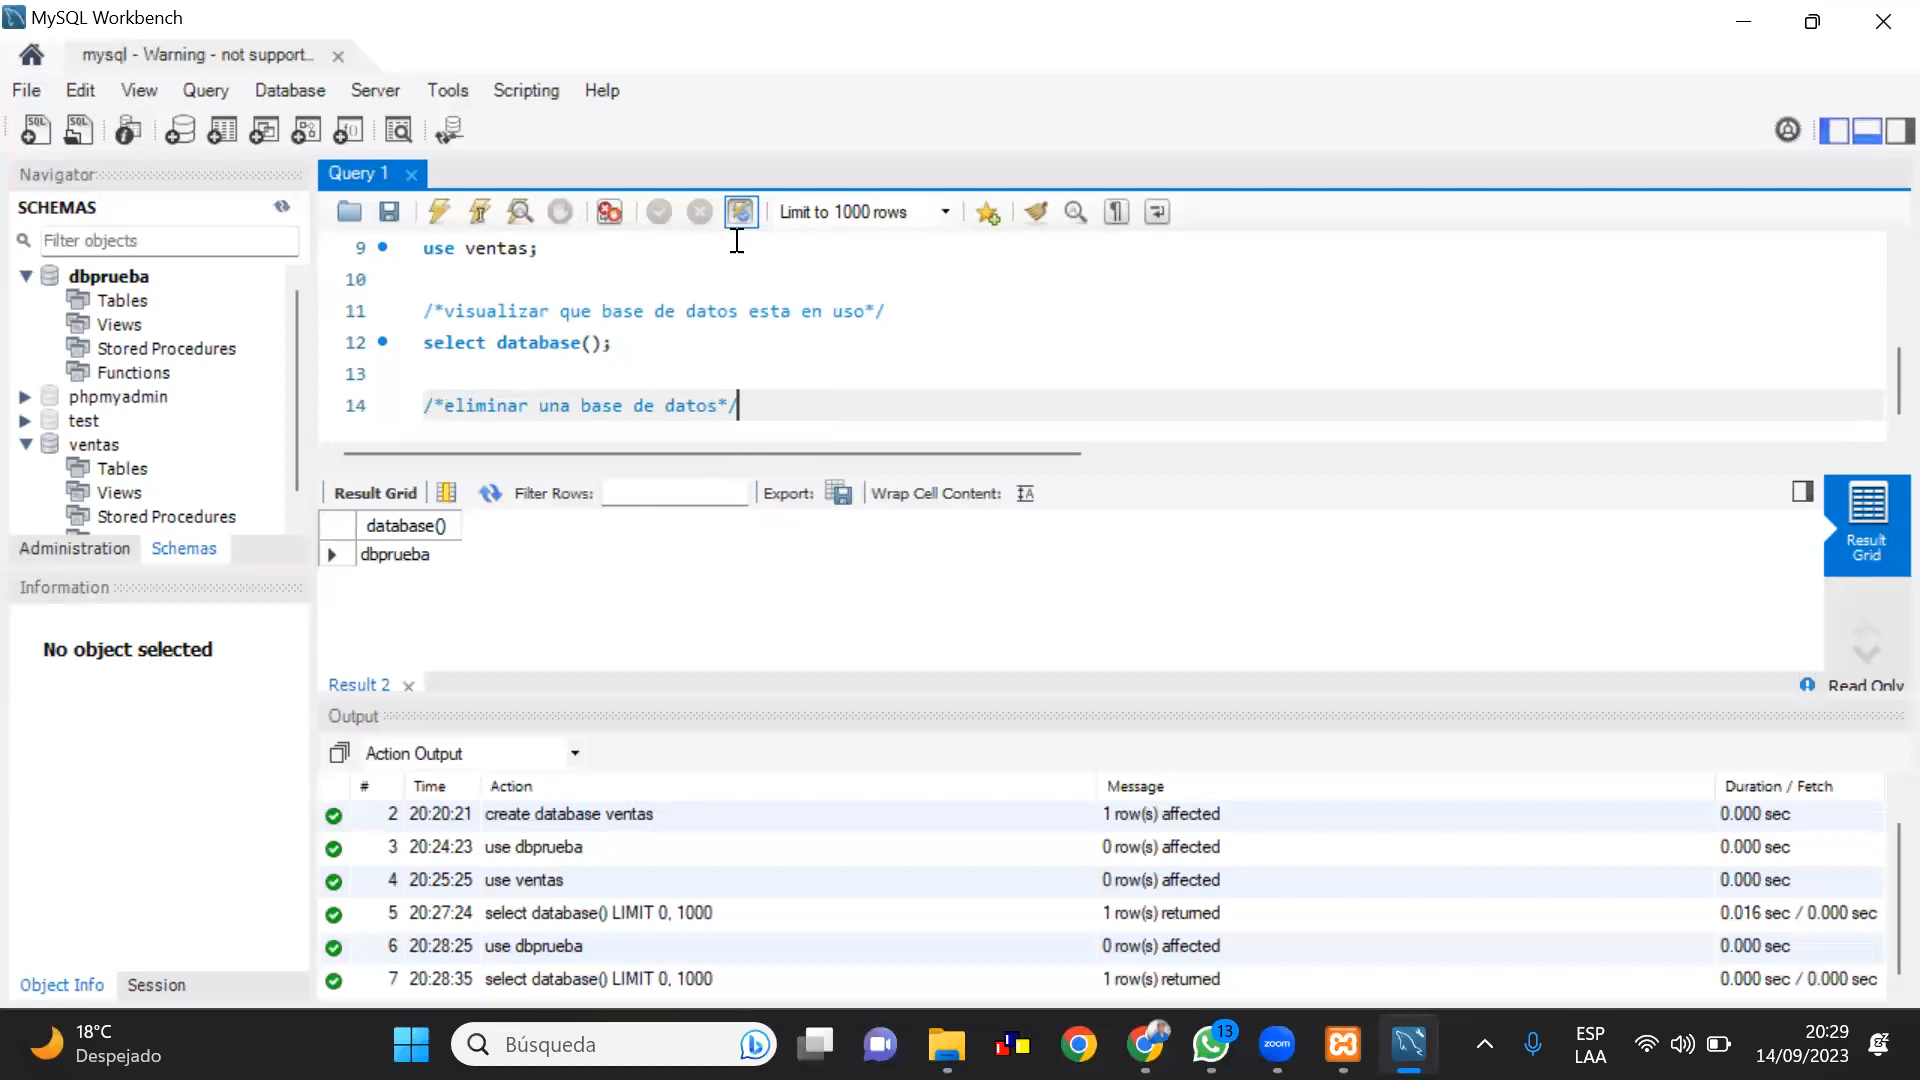 MySQL Workbench
mysql - Warning - not support...
File Edit View Query Database Server Tools Scripting Help
Navigator
SCHEMAS
Filter objects
dbprueba
Tables
Views
Stored Procedures
Functions
phpmyadmin
test
ventas
Tables
Views
Stored Procedures
Administration Schemas
Information
No object selected
Object Info Session
Query 1
Limit to 1000 rows
9 use ventas;
10
11 /*visualizar que base de datos esta en uso*/
12 select database();
13
14 /*eliminar una base de datos*/
Result Grid Filter Rows: Export: Wrap Cell Content:
database()
dbprueba
Result
Grid
Result 2 Read Only
Output
Action Output
# Time Action Message Duration / Fetch
2 20:20:21 create database ventas 1 row(s) affected 0.000 sec
3 20:24:23 use dbprueba 0 row(s) affected 0.000 sec
4 20:25:25 use ventas 0 row(s) affected 0.000 sec
5 20:27:24 select database() LIMIT 0, 1000 1 row(s) returned 0.016 sec / 0.000 sec
6 20:28:25 use dbprueba 0 row(s) affected 0.000 sec
7 20:28:35 select database() LIMIT 0, 1000 1 row(s) returned 0.000 sec / 0.000 sec
18°C
Despejado
Búsqueda
13
zoom
ESP
LAA
20:29
14/09/2023